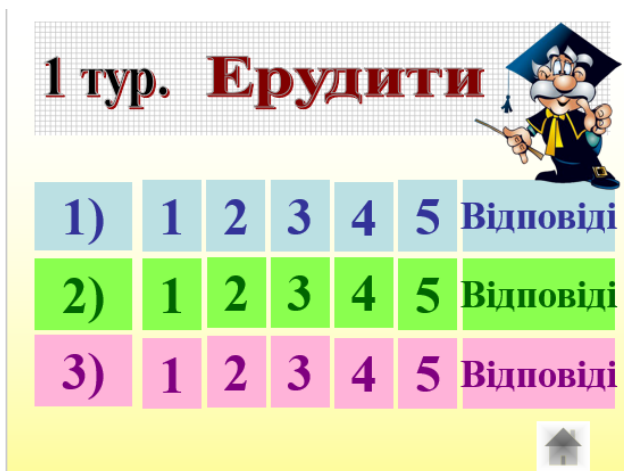 1 тур. Ерудити
1) 1 2 3 4 5 Відповіді
2) 1 2 3 4 5 Відповіді
3) 1 2 3 4 5 Відповіді